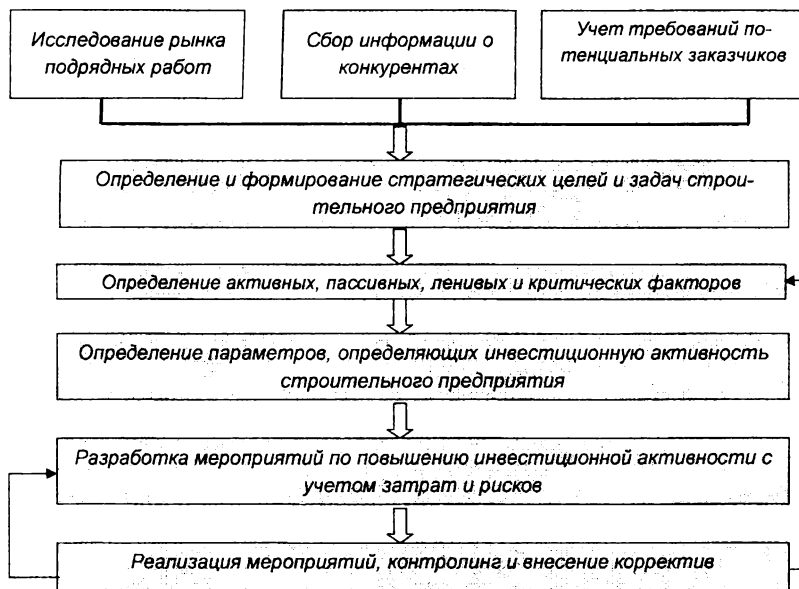 Исследование рынка
подрядных работ
Сбор информации о
конкурентах
Учет требований по-
тенциальных заказчиков
Определение и формирование стратегических целей и задач строи-
тельного предприятия
Определение активных, пассивных, ленивых и критических факторов
Определение параметров, определяющих инвестиционную активность
строительного предприятия
Разработка мероприятий по повышению инвестиционной активности с
учетом затрат и рисков
Реализация мероприятий, контролинг и внесение корректив